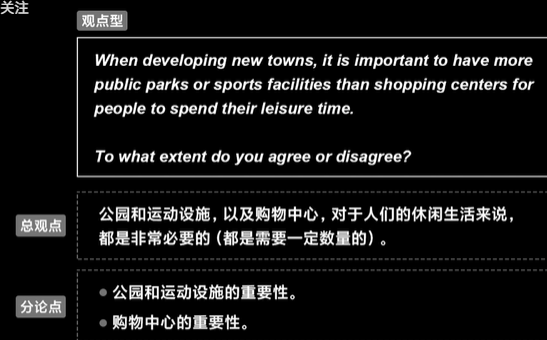 关注
观点型
When developing new towns, it is important to have more
public parks or sports facilities than shopping centers for
people to spend their leisure time.
To what extent do you agree or disagree?
总观点
公园和运动设施，以及购物中心，对于人们的休闲生活来说，
都是非常必要的（都是需要一定数量的）。
分论点
● 公园和运动设施的重要性。
● 购物中心的重要性。